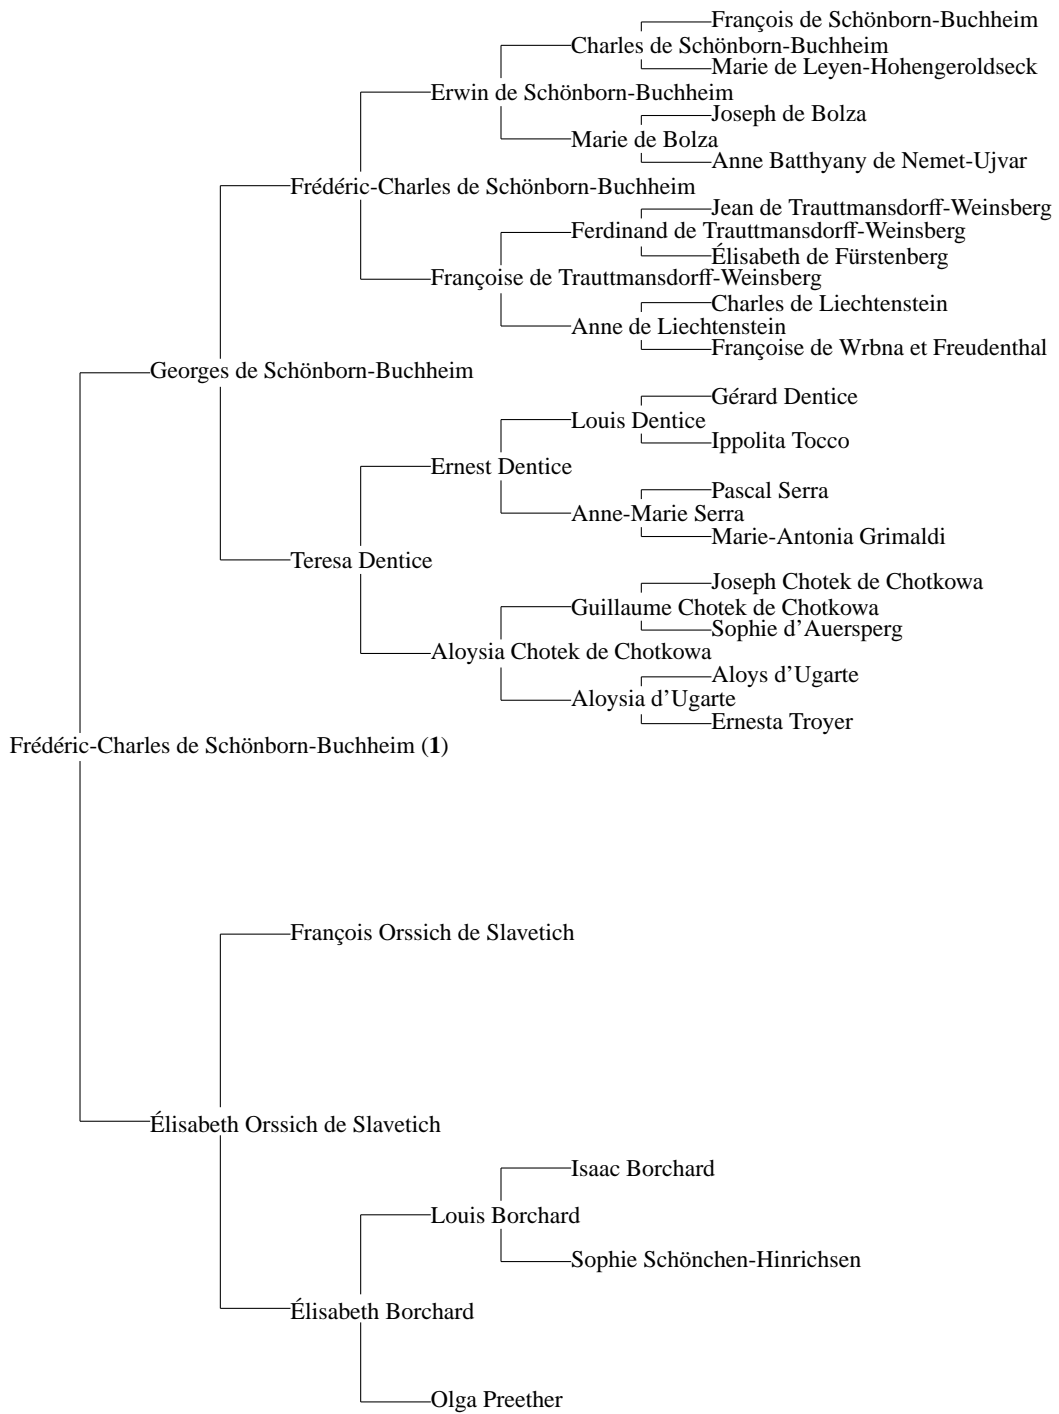 François de Schönborn-Buchheim
Charles de Schönborn-Buchheim
Marie de Leyen-Hohengeroldseck
Erwin de Schönborn-Buchheim
Joseph de Bolza
Marie de Bolza
Anne Batthyany de Nemet-Ujvar
Frédéric-Charles de Schönborn-Buchheim
Jean de Trauttmansdorff-Weinsberg
Ferdinand de Trauttmansdorff-Weinsberg
Élisabeth de Fürstenberg
Françoise de Trauttmansdorff-Weinsberg
Charles de Liechtenstein
Anne de Liechtenstein
Françoise de Wrbna et Freudenthal
Georges de Schönborn-Buchheim
Gérard Dentice
Louis Dentice
Ippolita Tocco
Ernest Dentice
Pascal Serra
Anne-Marie Serra
Marie-Antonia Grimaldi
Teresa Dentice
Joseph Chotek de Chotkowa
Guillaume Chotek de Chotkowa
Sophie d'Auersperg
Aloysia Chotek de Chotkowa
Aloys d'Ugarte
Aloysia d'Ugarte
Ernesta Troyer
Frédéric-Charles de Schönborn-Buchheim (1)
François Orssich de Slavetich
Élisabeth Orssich de Slavetich
Isaac Borchard
Louis Borchard
Sophie Schönchen-Hinrichsen
Élisabeth Borchard
Olga Preether